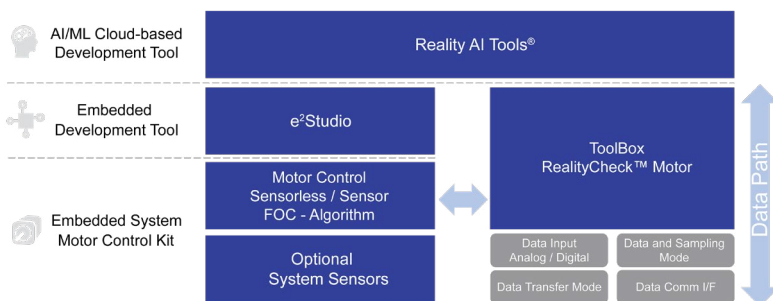 AI/ML Cloud-based
Development Tool
Reality AI Tools®
Embedded
Development Tool
e²Studio
ToolBox
RealityCheck™ Motor
Motor Control
Sensorless / Sensor
FOC - Algorithm
Embedded System
Motor Control Kit
Optional
System Sensors
Data Input
Analog / Digital
Data and Sampling
Mode
Data Transfer Mode
Data Comm I/F
Data Path